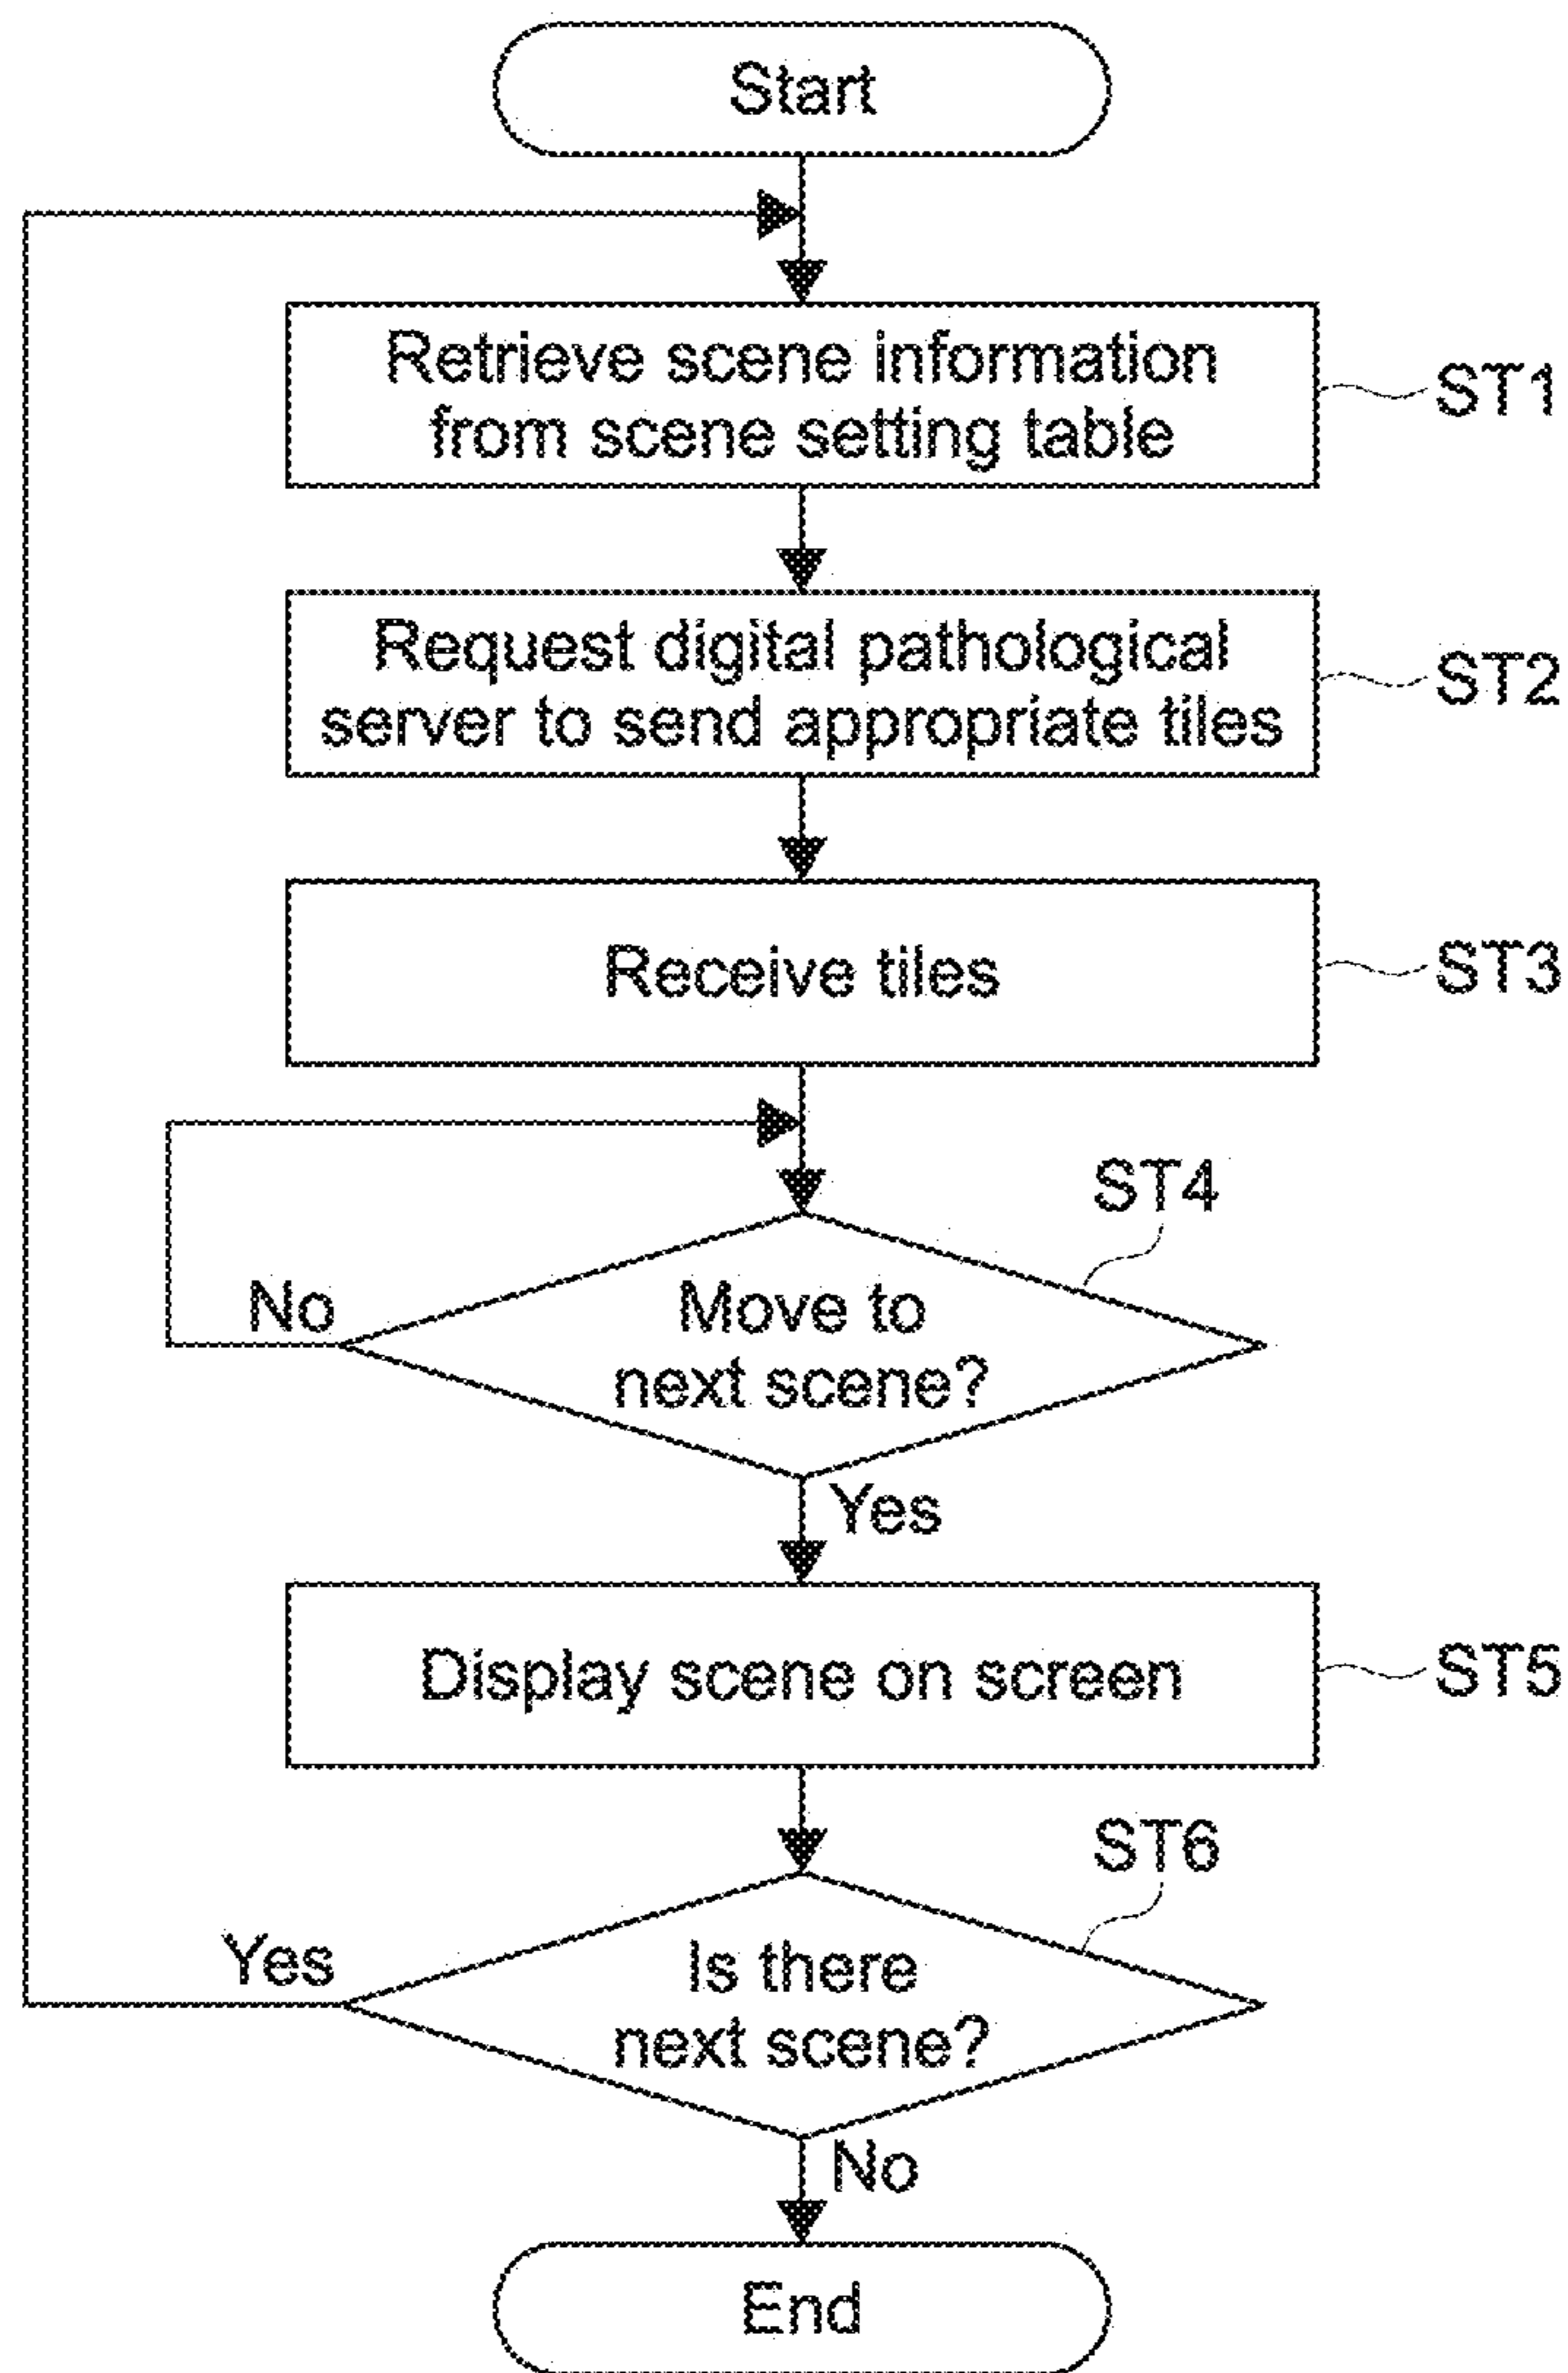 Start
Retrieve scene information
from scene setting table
ST1
Request digital pathological
server to send appropriate tiles
ST2
Receive tiles
ST3
ST4
No
Move to
next scene?
Yes
Display scene on screen
ST5
ST6
Yes
Is there
next scene?
No
End